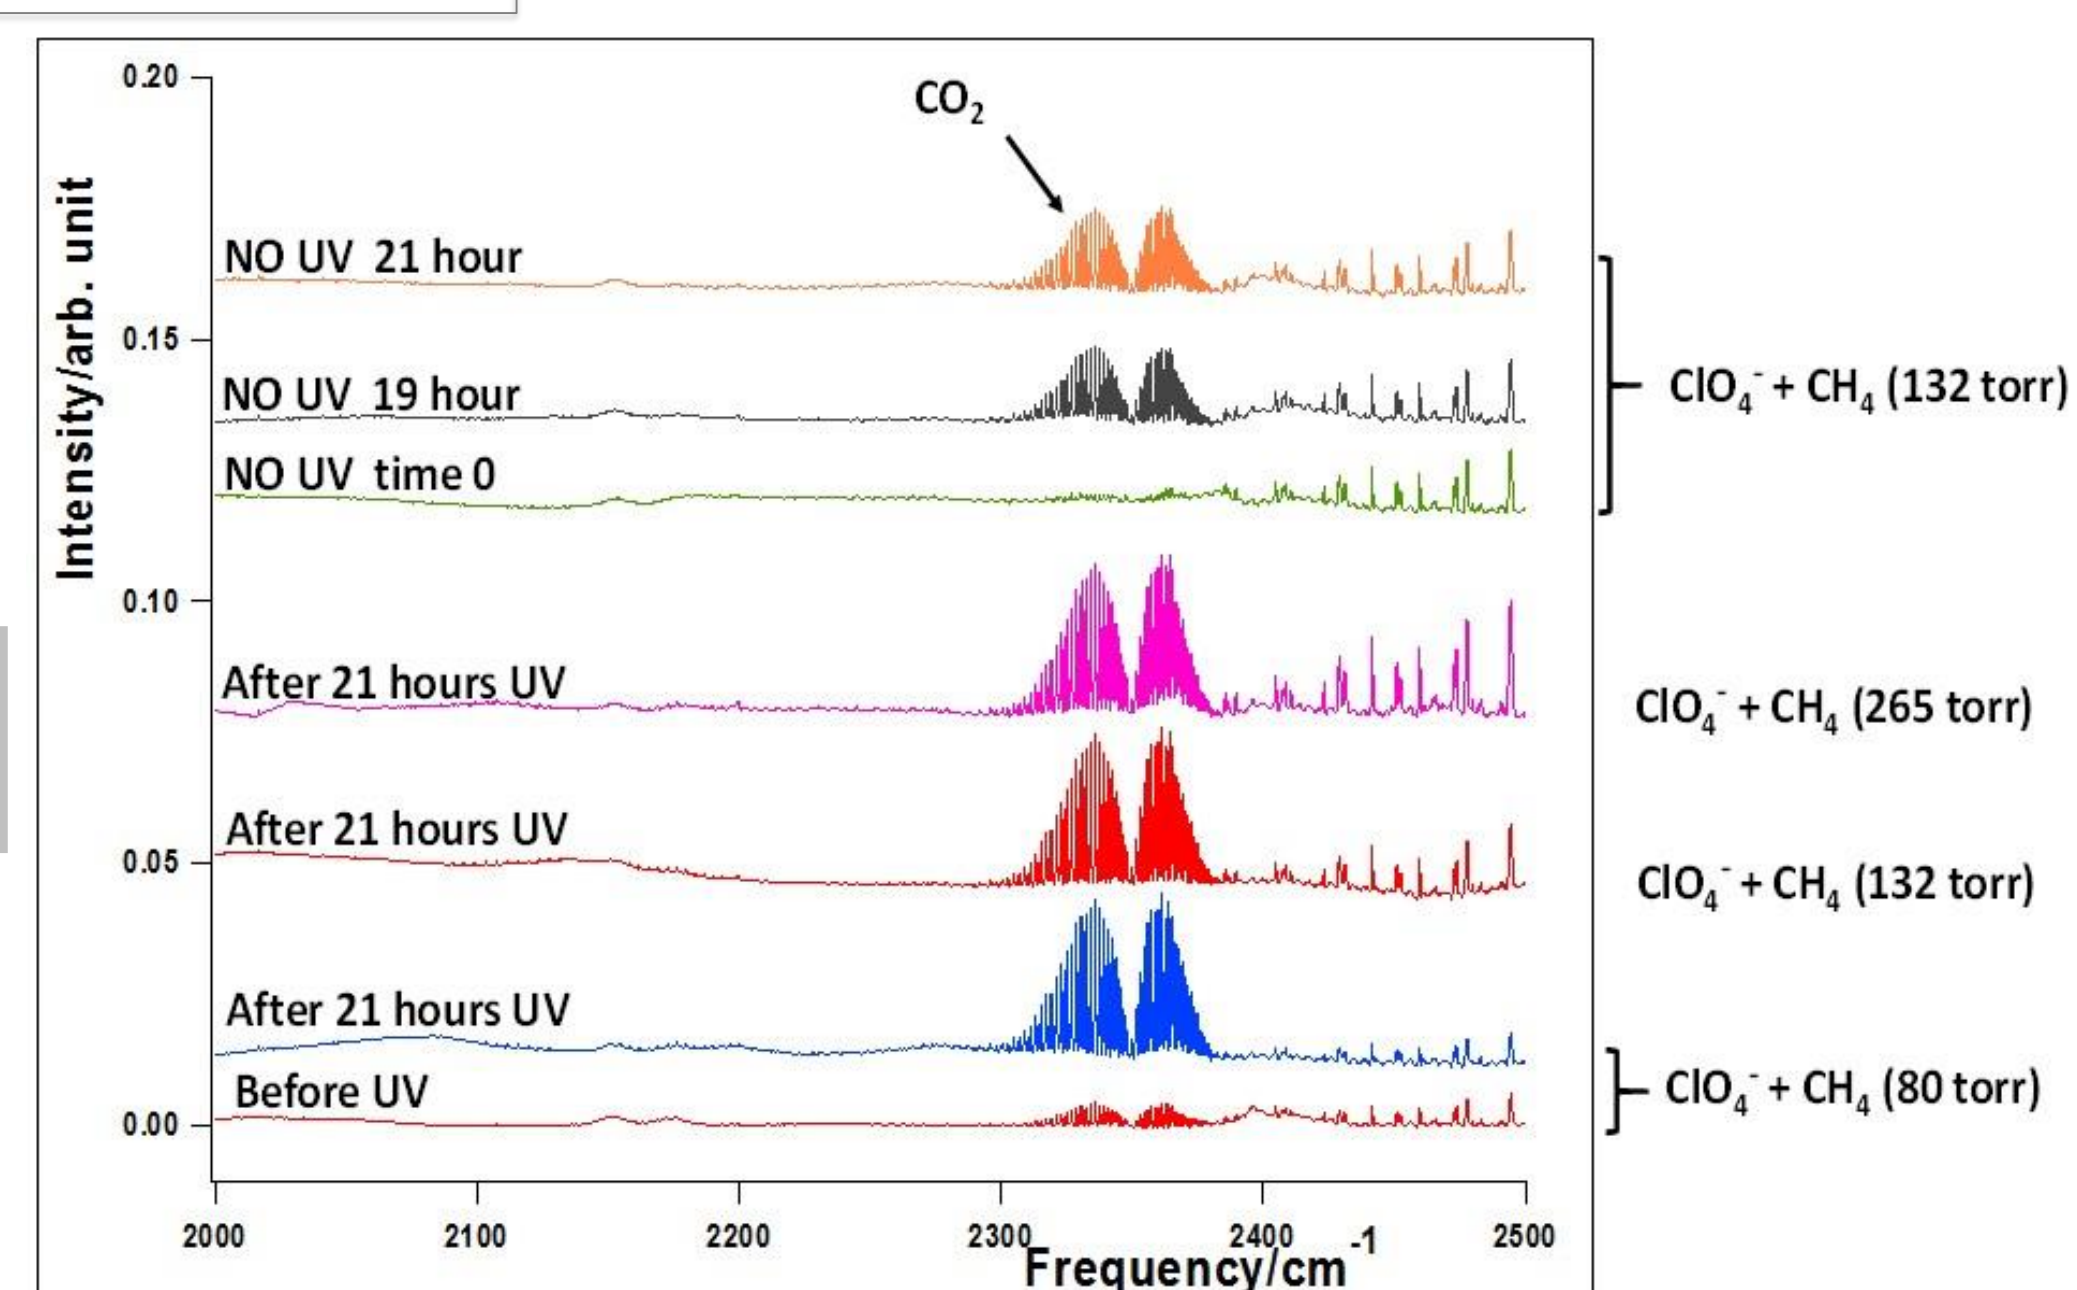 0.20
CO₂
Intensity/arb. unit
NO UV 21 hour
0.15
NO UV 19 hour
ClO₄⁻ + CH₄ (132 torr)
NO UV time 0
0.10
After 21 hours UV
ClO₄⁻ + CH₄ (265 torr)
After 21 hours UV
0.05
ClO₄⁻ + CH₄ (132 torr)
After 21 hours UV
Before UV
ClO₄⁻ + CH₄ (80 torr)
0.00
2000 2100 2200 2300 2400 2500
Frequency/cm⁻¹